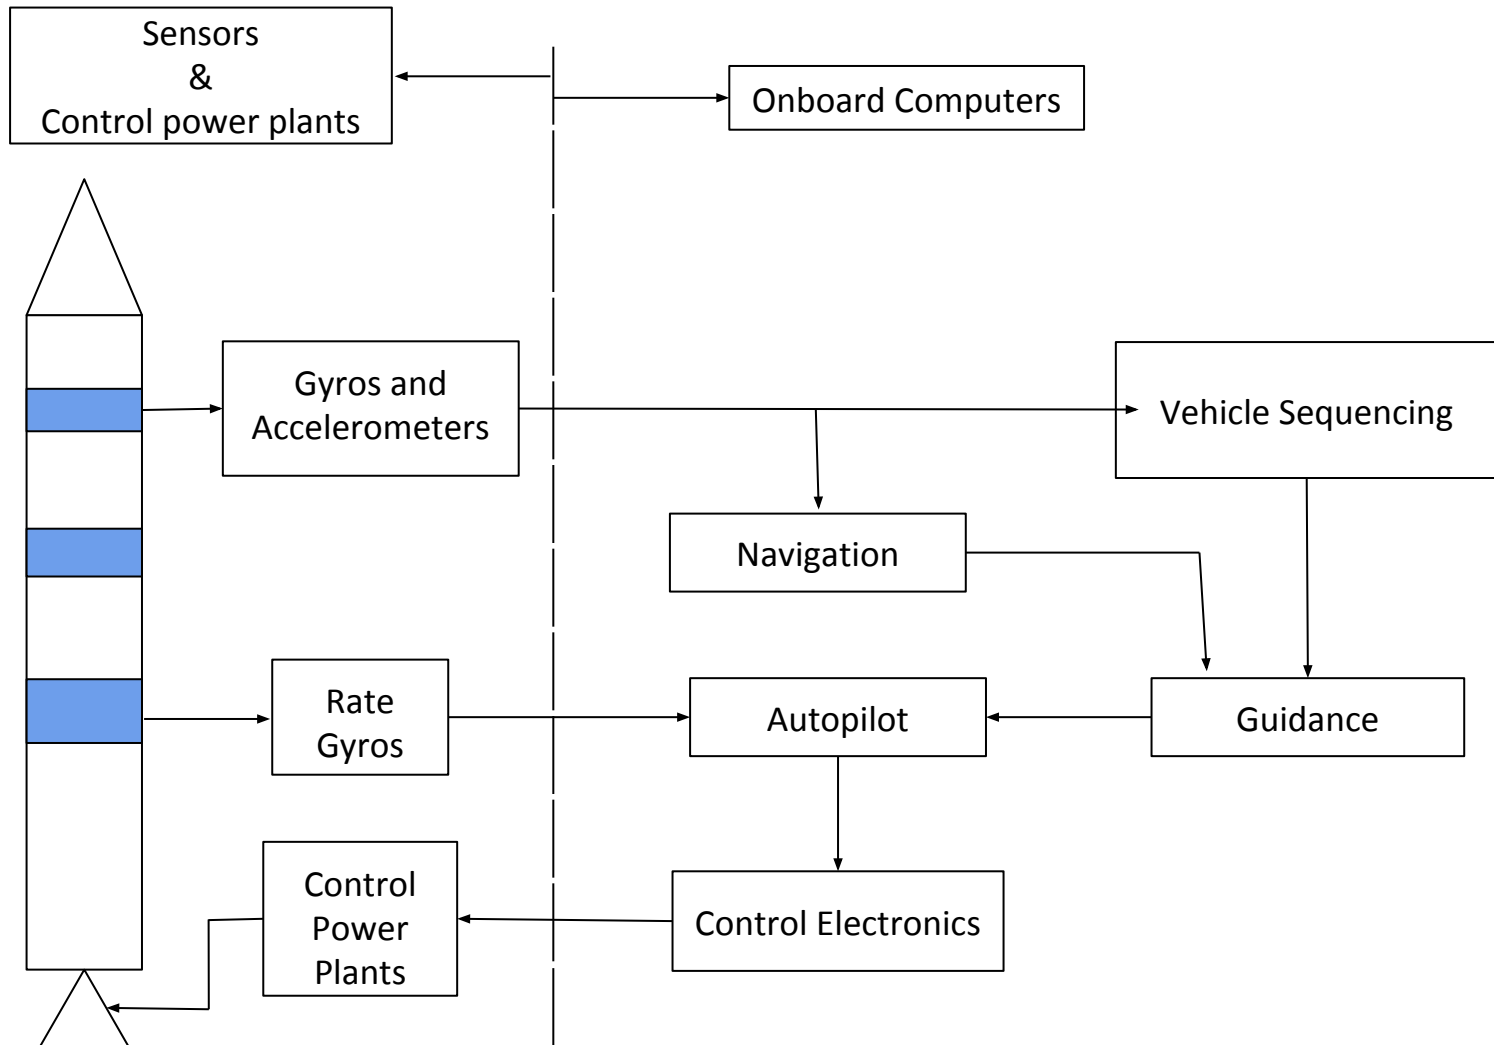 Sensors
&
Control power plants
Onboard Computers
Gyros and
Accelerometers
Vehicle Sequencing
Navigation
Rate
Gyros
Autopilot
Guidance
Control
Power
Plants
Control Electronics